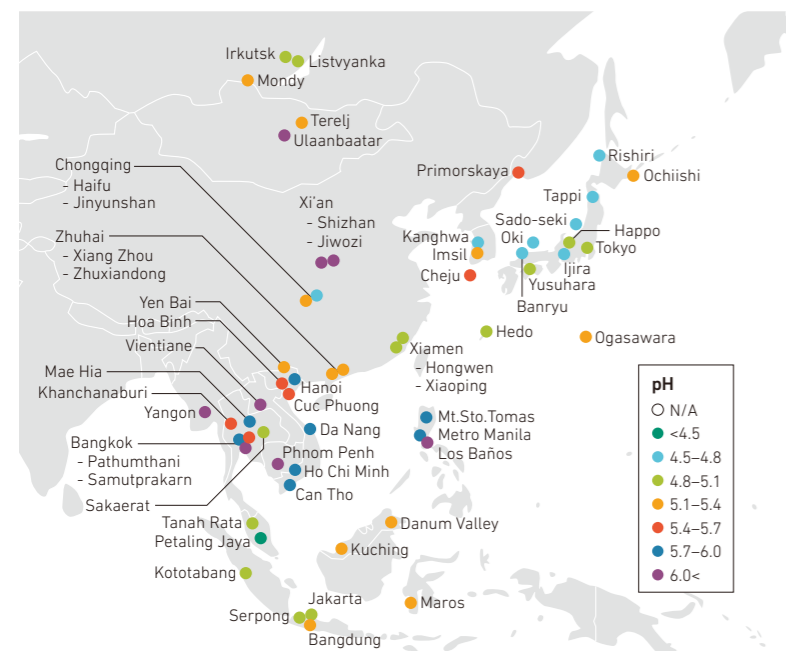 Irkutsk
Listvyanka
Mondy
Terelj
Ulaanbaatar
Chongqing
- Haifu
- Jinyunshan
Primorskaya
Rishiri
Ochiishi
Tappi
Xi'an
- Shizhan
- Jiwozi
Sado-seki
Happo
Kanghwa
Oki
Tokyo
Zhuhai
- Xiang Zhou
- Zhuxiandong
Imsil
Ijira
Cheju
Yusuhara
Banryu
Yen Bai
Hoa Binh
Vientiane
Hedo
Ogasawara
Xiamen
- Hongwen
- Xiaoping
Mae Hia
Hanoi
Khanchanaburi
Cuc Phuong
Yangon
Mt.Sto.Tomas
Da Nang
Metro Manila
Bangkok
- Pathumthani
- Samutprakarn
Phnom Penh
Los Baños
Ho Chi Minh
Sakaerat
Can Tho
Tanah Rata
Danum Valley
Petaling Jaya
Kuching
Kototabang
Jakarta
Maros
Serpong
Bangdung
pH
N/A
<4.5
4.5–4.8
4.8–5.1
5.1–5.4
5.4–5.7
5.7–6.0
6.0<